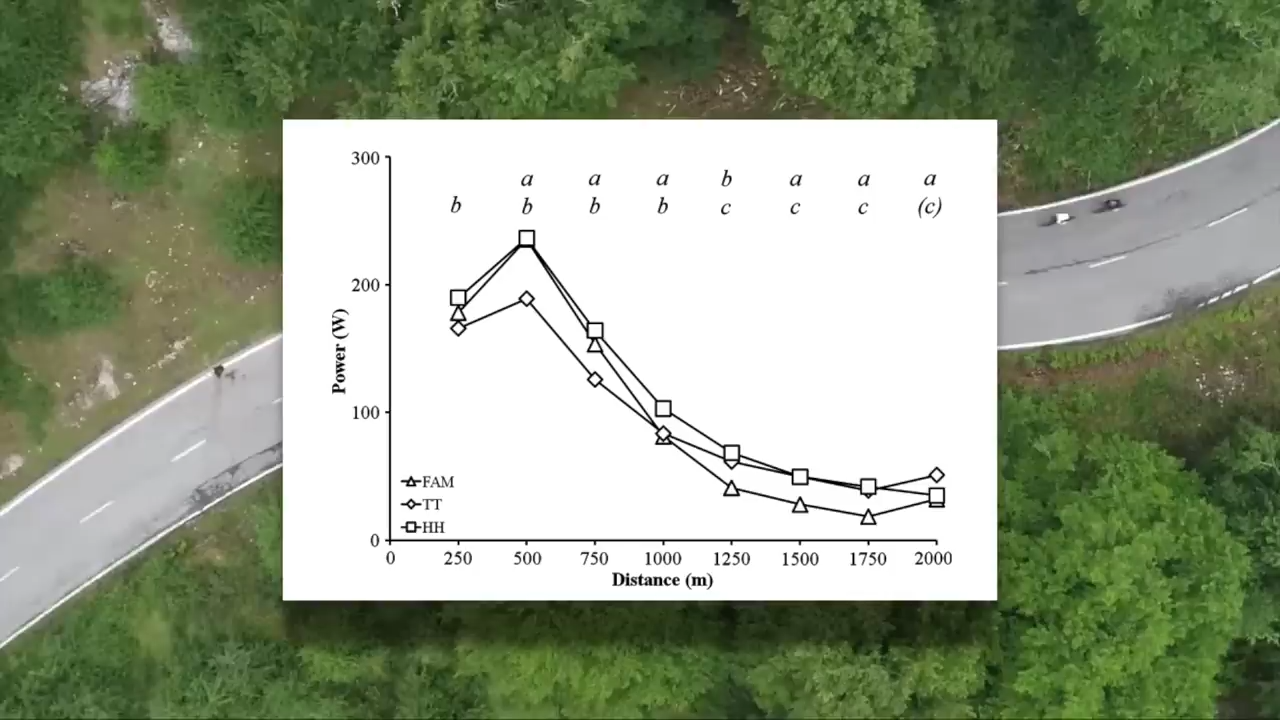 300
a a a b a a a
b b b b c c c (c)
200
Power (W)
100
FAM
TT
HH
0
0 250 500 750 1000 1250 1500 1750 2000
Distance (m)